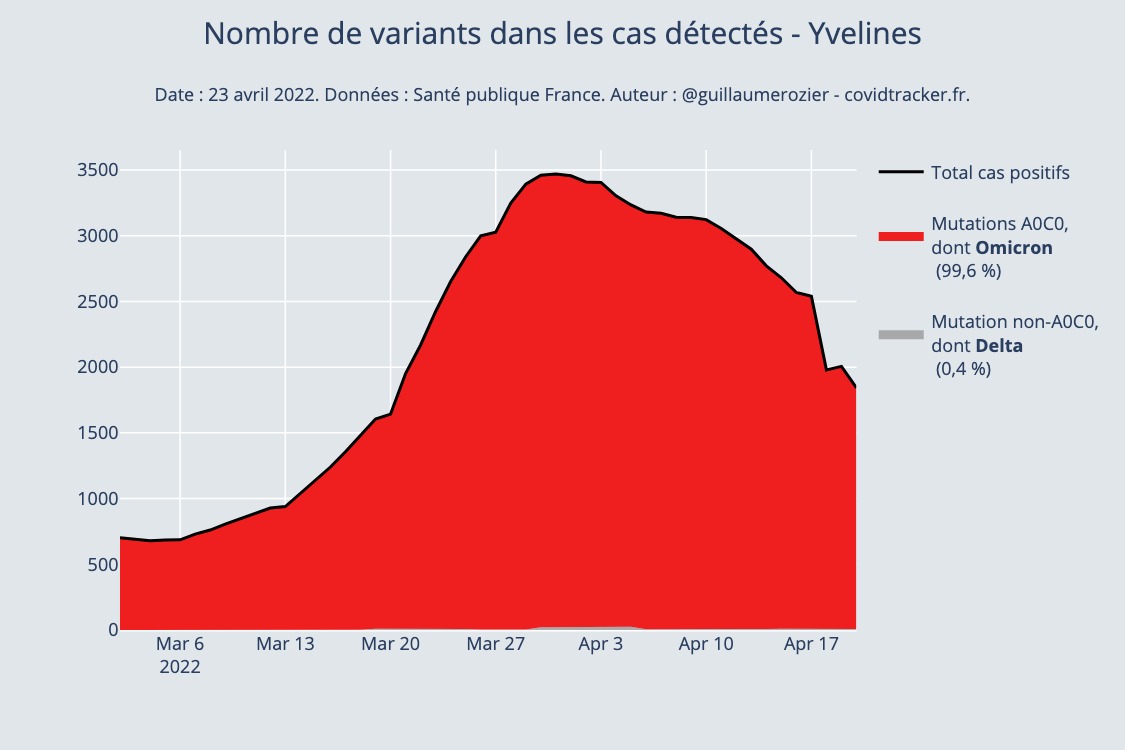 Nombre de variants dans les cas détectés - Yvelines
Date : 23 avril 2022. Données : Santé publique France. Auteur : @guillaumerozier - covidtracker.fr.
3500
3000
2500
2000
1500
1000
500
0
Mar 6
2022
Mar 13
Mar 20
Mar 27
Apr 3
Apr 10
Apr 17
Total cas positifs
Mutations A0C0,
dont Omicron
(99,6 %)
Mutation non-A0C0,
dont Delta
(0,4 %)